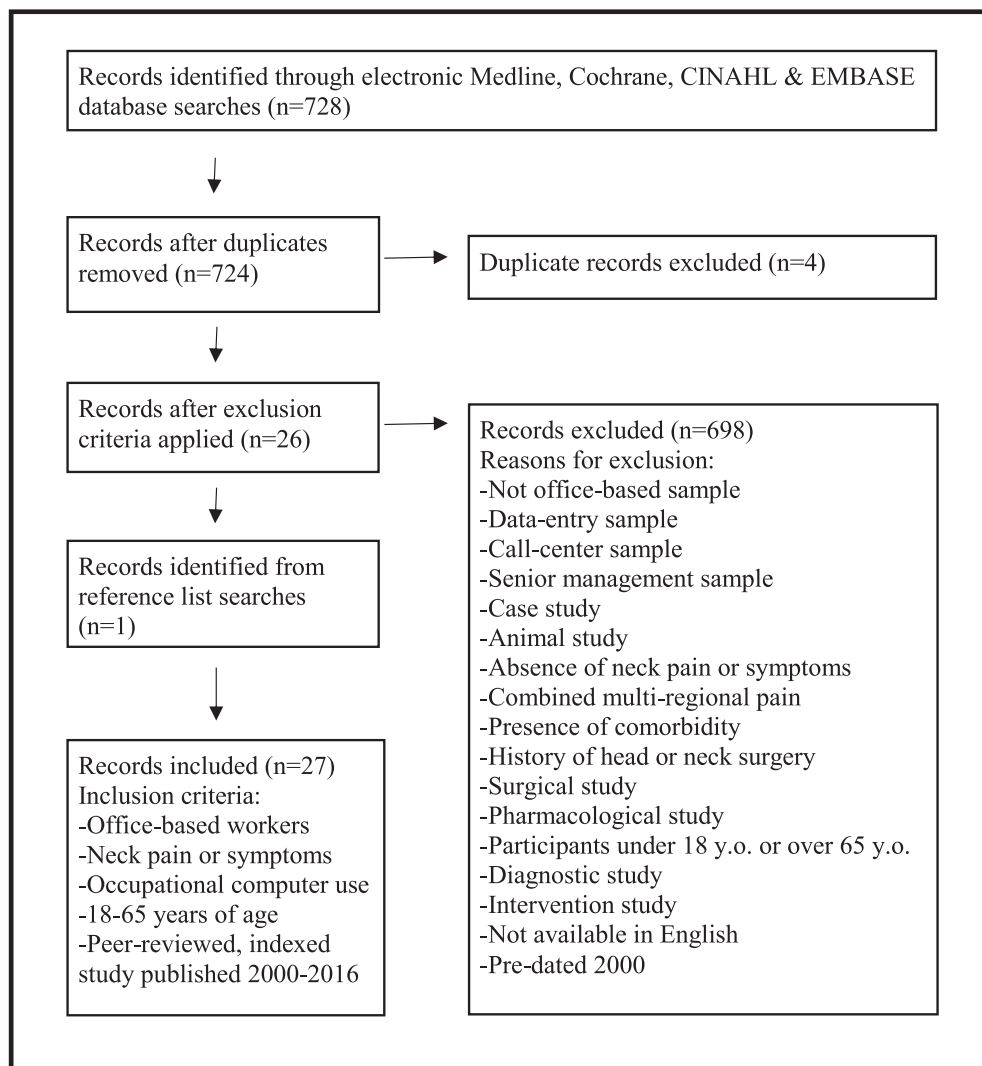 Records identified through electronic Medline, Cochrane, CINAHL & EMBASE
database searches (n=728)
Records after duplicates
removed (n=724)
Duplicate records excluded (n=4)
Records after exclusion
criteria applied (n=26)
Records excluded (n=698)
Reasons for exclusion:
-Not office-based sample
-Data-entry sample
-Call-center sample
-Senior management sample
-Case study
-Animal study
-Absence of neck pain or symptoms
-Combined multi-regional pain
-Presence of comorbidity
-History of head or neck surgery
-Surgical study
-Pharmacological study
-Participants under 18 y.o. or over 65 y.o.
-Diagnostic study
-Intervention study
-Not available in English
-Pre-dated 2000
Records identified from
reference list searches
(n=1)
Records included (n=27)
Inclusion criteria:
-Office-based workers
-Neck pain or symptoms
-Occupational computer use
-18-65 years of age
-Peer-reviewed, indexed
study published 2000-2016